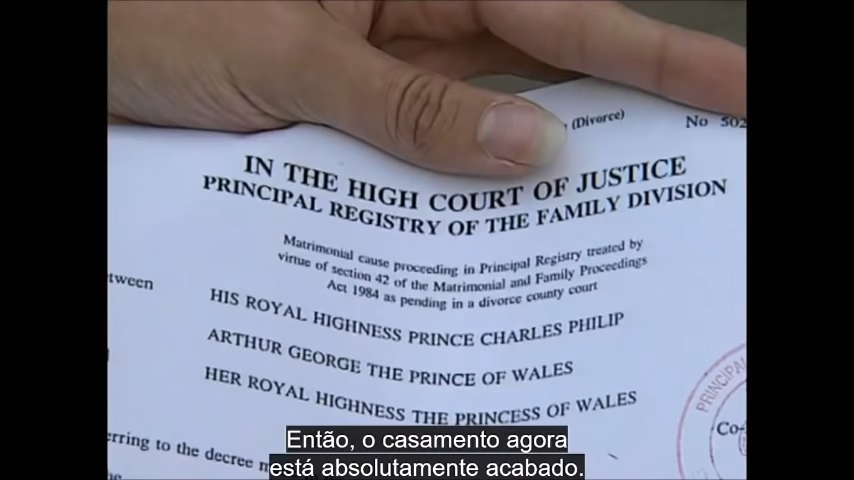 (Divorce) No 502
IN THE HIGH COURT OF JUSTICE
PRINCIPAL REGISTRY OF THE FAMILY DIVISION
Matrimonial cause proceeding in Principal Registry treated by
virtue of section 42 of the Matrimonial and Family Proceedings
Act 1984 as pending in a divorce county court
tween
HIS ROYAL HIGHNESS PRINCE CHARLES PHILIP
ARTHUR GEORGE THE PRINCE OF WALES
HER ROYAL HIGHNESS THE PRINCESS OF WALES
PRINCIPAL
Co-
rring to the decree n
Então, o casamento agora
está absolutamente acabado.